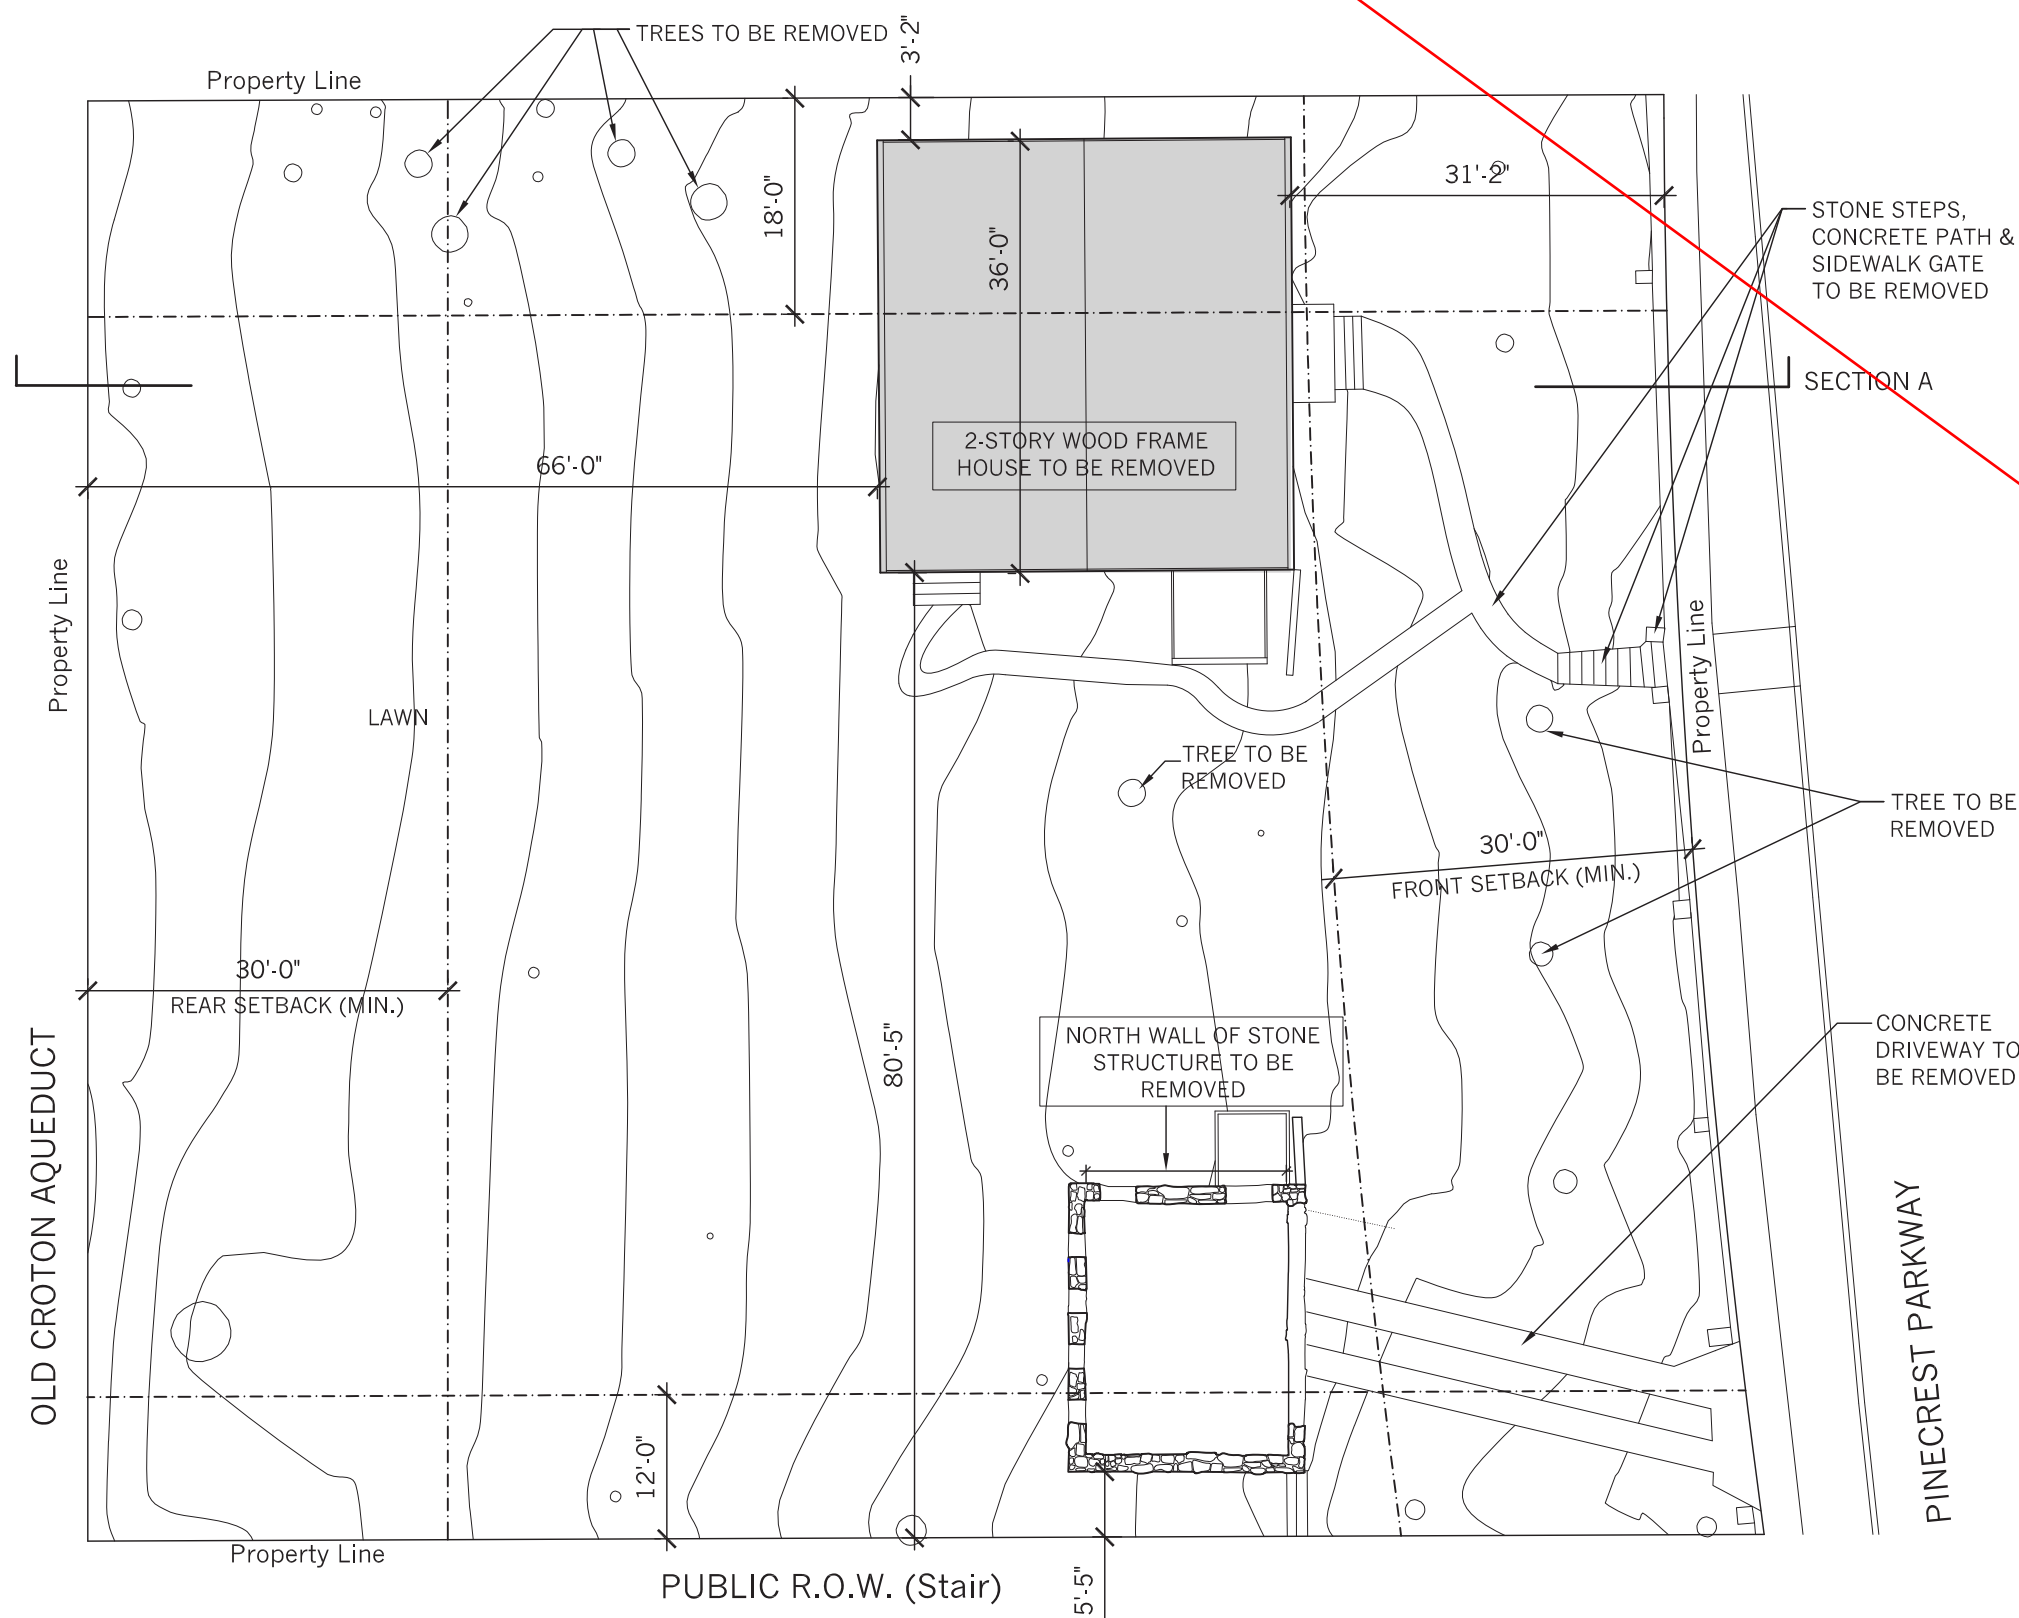 TREES TO BE REMOVED
3'-2"
Property Line
18'-0"
36'-0"
31'-2"
STONE STEPS,
CONCRETE PATH &
SIDEWALK GATE
TO BE REMOVED
SECTION A
2-STORY WOOD FRAME
HOUSE TO BE REMOVED
66'-0"
Property Line
Property Line
LAWN
TREE TO BE
REMOVED
TREE TO BE
REMOVED
30'-0"
FRONT SETBACK (MIN.)
30'-0"
REAR SETBACK (MIN.)
80'-5"
NORTH WALL OF STONE
STRUCTURE TO BE
REMOVED
CONCRETE
DRIVEWAY TO
BE REMOVED
OLD CROTON AQUEDUCT
PINECREST PARKWAY
12'-0"
Property Line
PUBLIC R.O.W. (Stair)
5'-5"